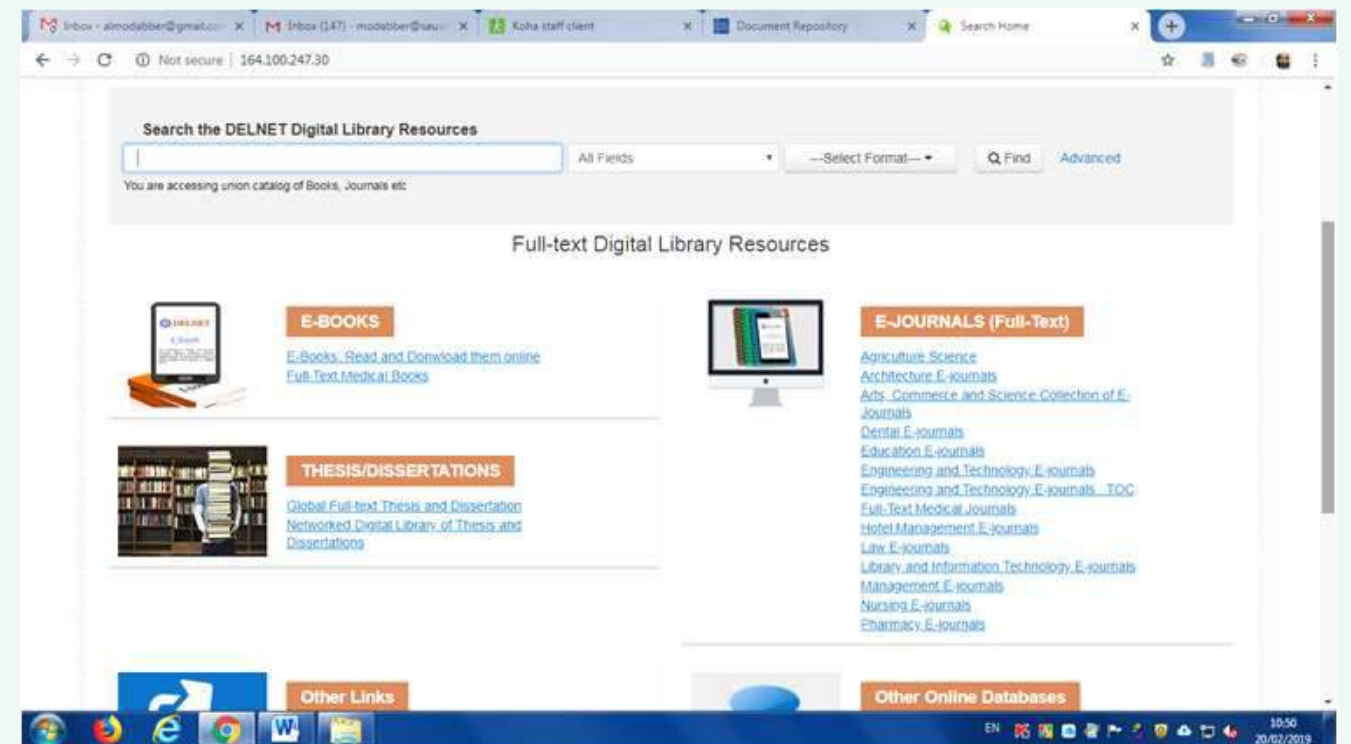 Inbox - almodabber@gmail.co
Inbox (147) - modabber@sau
Koha staff client
Document Repository
Search Home
Not secure | 164.100.247.30
Search the DELNET Digital Library Resources
All Fields
---Select Format---
Find
Advanced
You are accessing union catalog of Books, Journals etc
Full-text Digital Library Resources
E-BOOKS
E-Books, Read and Donwload them online
Full-Text Medical Books
THESIS/DISSERTATIONS
Global Full-text Thesis and Dissertation
Networked Digital Library of Thesis and
Dissertations
E-JOURNALS (Full-Text)
Agriculture Science
Architecture E-journals
Arts, Commerce and Science Collection of E-
Journals
Dental E-journals
Education E-journals
Engineering and Technology E-journals
Engineering and Technology E-journals TOC
Full-Text Medical Journals
Hotel Management E-journals
Law E-journals
Library and Information Technology E-journals
Management E-journals
Nursing E-journals
Pharmacy E-journals
Other Links
Other Online Databases
EN
10:50
20/02/2019